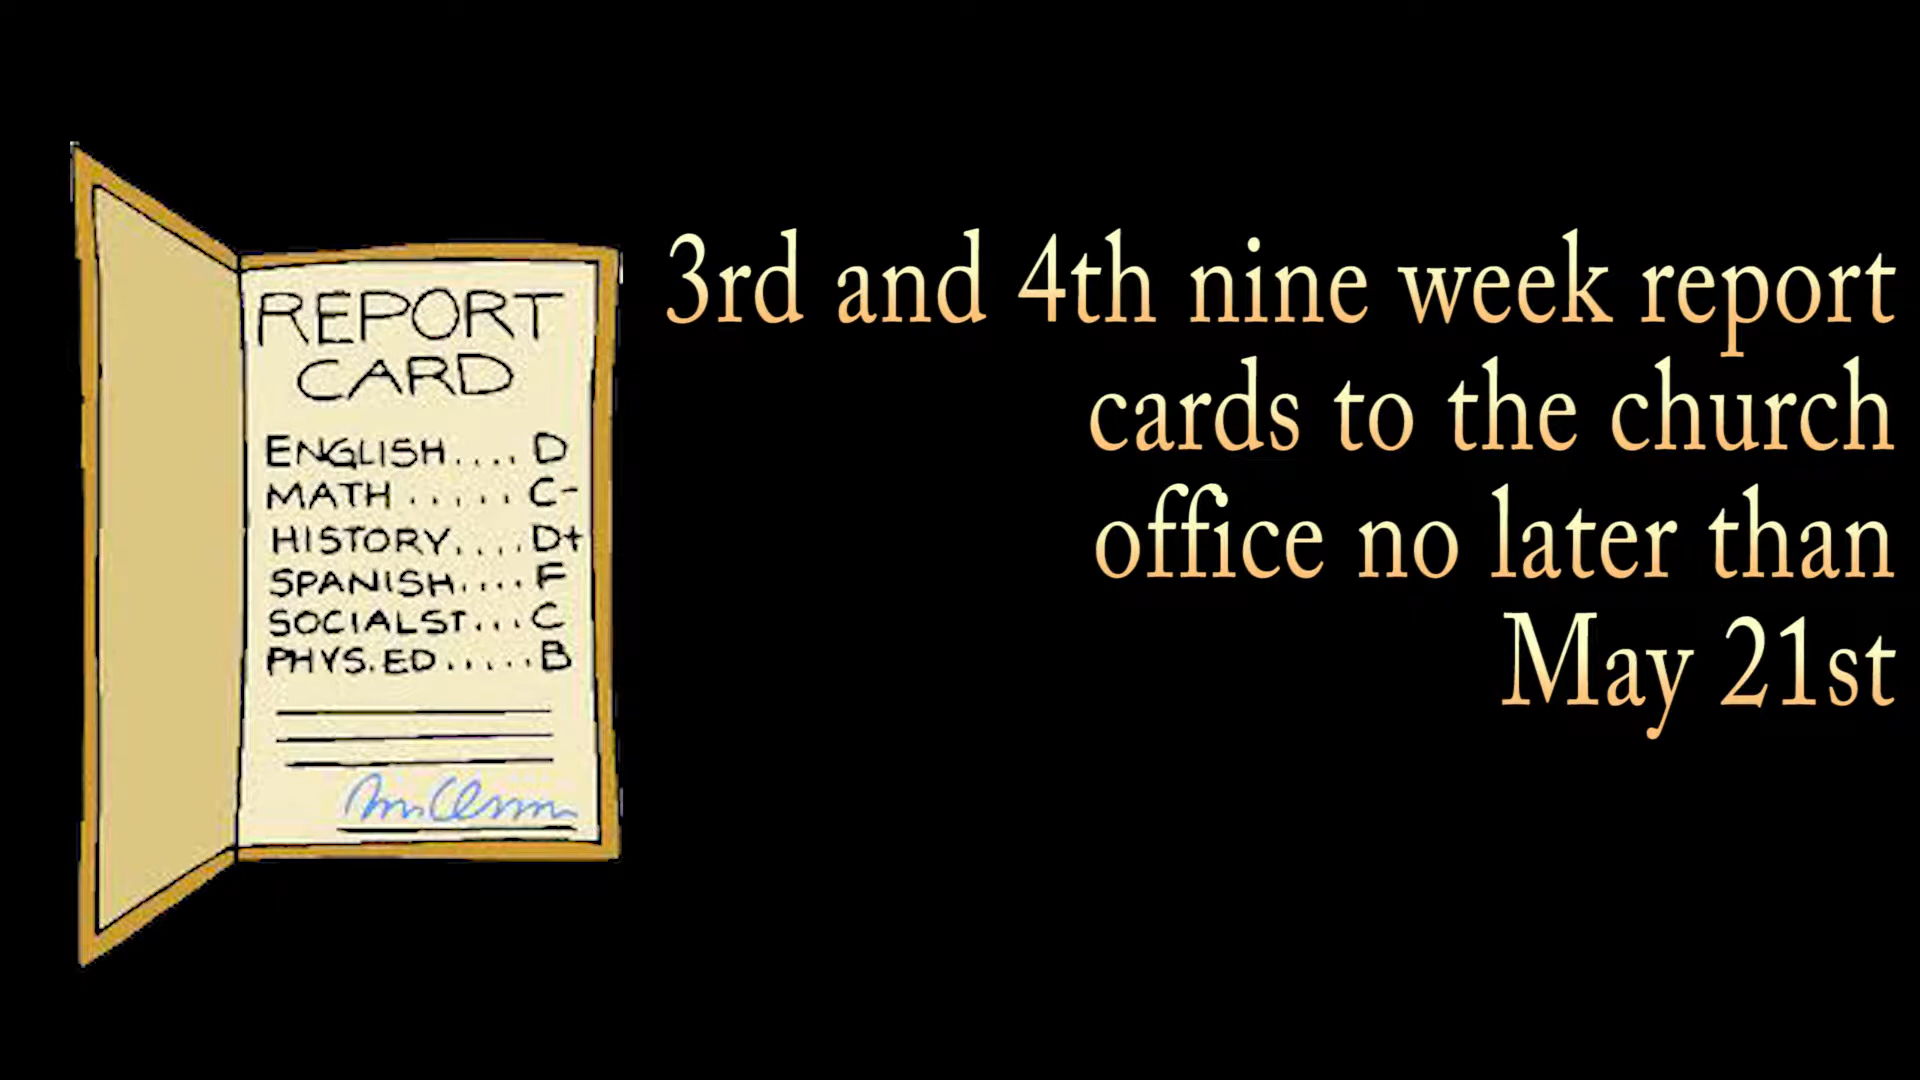 REPORT
CARD
ENGLISH.... D
MATH ..... C-
HISTORY.... D+
SPANISH.... F
SOCIALST... C
PHYS.ED..... B
3rd and 4th nine week report
cards to the church
office no later than
May 21st